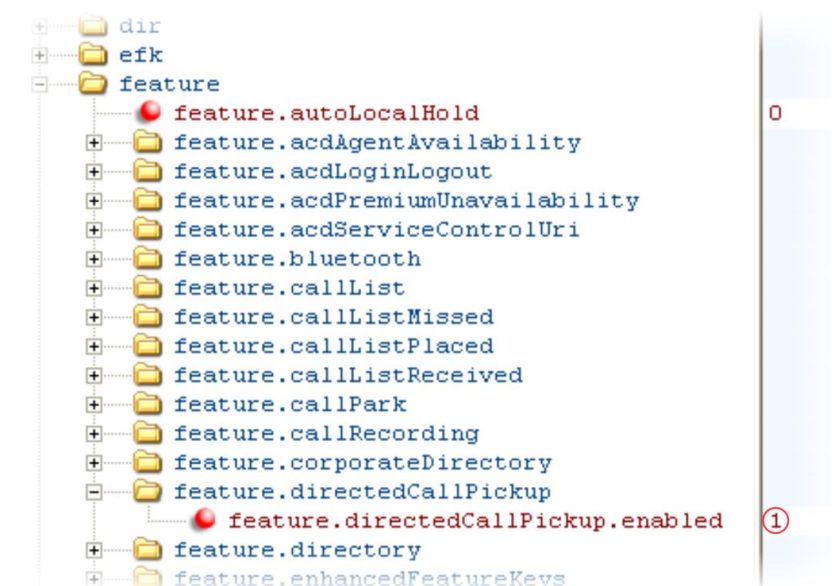 dir
efk
feature
feature.autoLocalHold 0
feature.acdAgentAvailability
feature.acdLoginLogout
feature.acdPremiumUnavailability
feature.acdServiceControlUri
feature.bluetooth
feature.callList
feature.callListMissed
feature.callListPlaced
feature.callListReceived
feature.callPark
feature.callRecording
feature.corporateDirectory
feature.directedCallPickup
feature.directedCallPickup.enabled 1
feature.directory
feature.enhancedFeatureKeys